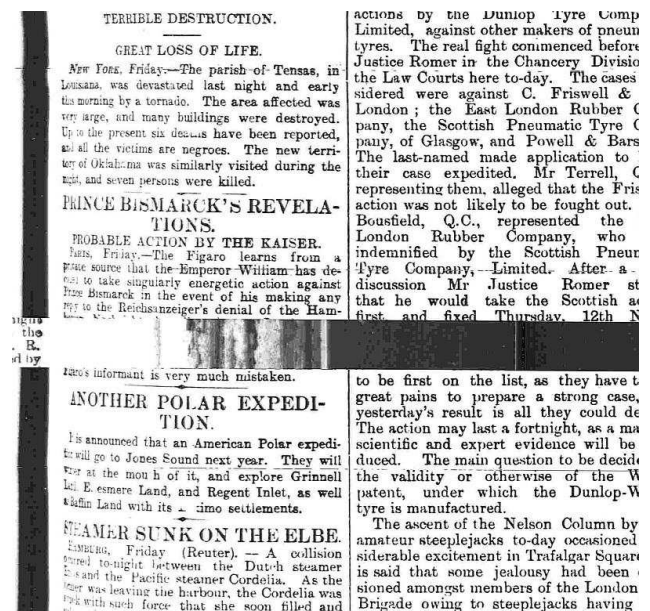 TERRIBLE DESTRUCTION.
GREAT LOSS OF LIFE.
NEW YORK, Friday.—The parish of Tensas, in
Louisiana, was devastated last night and early
this morning by a tornado. The area affected was
very large, and many buildings were destroyed.
Up to the present six deaths have been reported,
and all the victims are negroes. The new terri-
tory of Oklahoma was similarly visited during the
night, and seven persons were killed.
PRINCE BISMARCK'S REVELA-
TIONS.
PROBABLE ACTION BY THE KAISER.
PARIS, Friday.—The Figaro learns from a
private source that the Emperor William has de-
to take singularly energetic action against
Prince Bismarck in the event of his making any
reply to the Reichsanzeiger's denial of the Ham-
the
R.
by
Figaro's informant is very much mistaken.
ANOTHER POLAR EXPEDI-
TION.
It is announced that an American Polar expedi-
will go to Jones Sound next year. They will
at the mou h of it, and explore Grinnell
E. esmere Land, and Regent Inlet, as well
Baffin Land with its imo settlements.
STEAMER SUNK ON THE ELBE.
HAMBURG, Friday (Reuter). — A collision
to-night between the Dutch steamer
and the Pacific steamer Cordelia. As the
was leaving the harbour, the Cordelia was
with such force that she soon filled and
actions by the Dunlop Tyre Comp
Limited, against other makers of pneun
tyres. The real fight commenced before
Justice Romer in the Chancery Divisio
the Law Courts here to-day. The cases
sidered were against C. Friswell &
London ; the East London Rubber C
pany, the Scottish Pneumatic Tyre C
pany, of Glasgow, and Powell & Bars
The last-named made application to
their case expedited. Mr Terrell, Q
representing them, alleged that the Fris
action was not likely to be fought out.
Bousfield, Q.C., represented the
London Rubber Company, who
indemnified by the Scottish Pneun
Tyre Company, Limited. After a
discussion Mr Justice Romer st
that he would take the Scottish a
first, and fixed Thursday, 12th N
to be first on the list, as they have t
great pains to prepare a strong case,
yesterday's result is all they could de
The action may last a fortnight, as a ma
scientific and expert evidence will be
duced. The main question to be decide
the validity or otherwise of the W
patent, under which the Dunlop-W
tyre is manufactured.
The ascent of the Nelson Column by
amateur steeplejacks to-day occasioned
siderable excitement in Trafalgar Square
is said that some jealousy had been
sioned amongst members of the London
Brigade owing to steeplejacks having